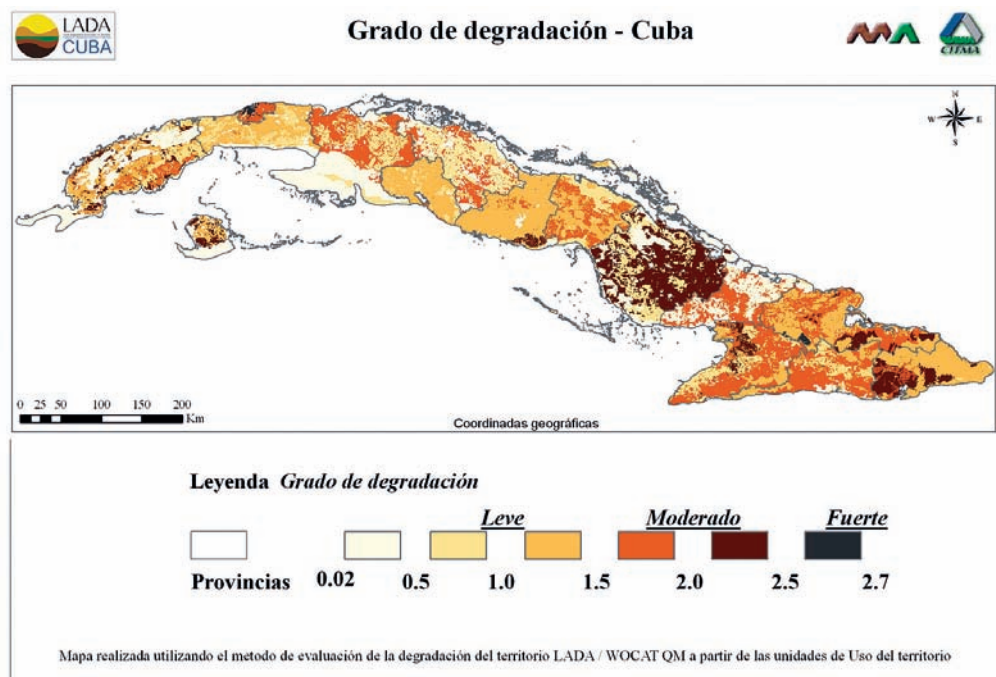 LADA
CUBA
Grado de degradación - Cuba
CITMA
N
W E
S
0 25 50 100 150 200
Km
Coordinadas geográficas
Leyenda Grado de degradación
Leve Moderado Fuerte
Provincias 0.02 0.5 1.0 1.5 2.0 2.5 2.7
Mapa realizada utilizando el metodo de evaluación de la degradación del territorio LADA / WOCAT QM a partir de las unidades de Uso del territorio